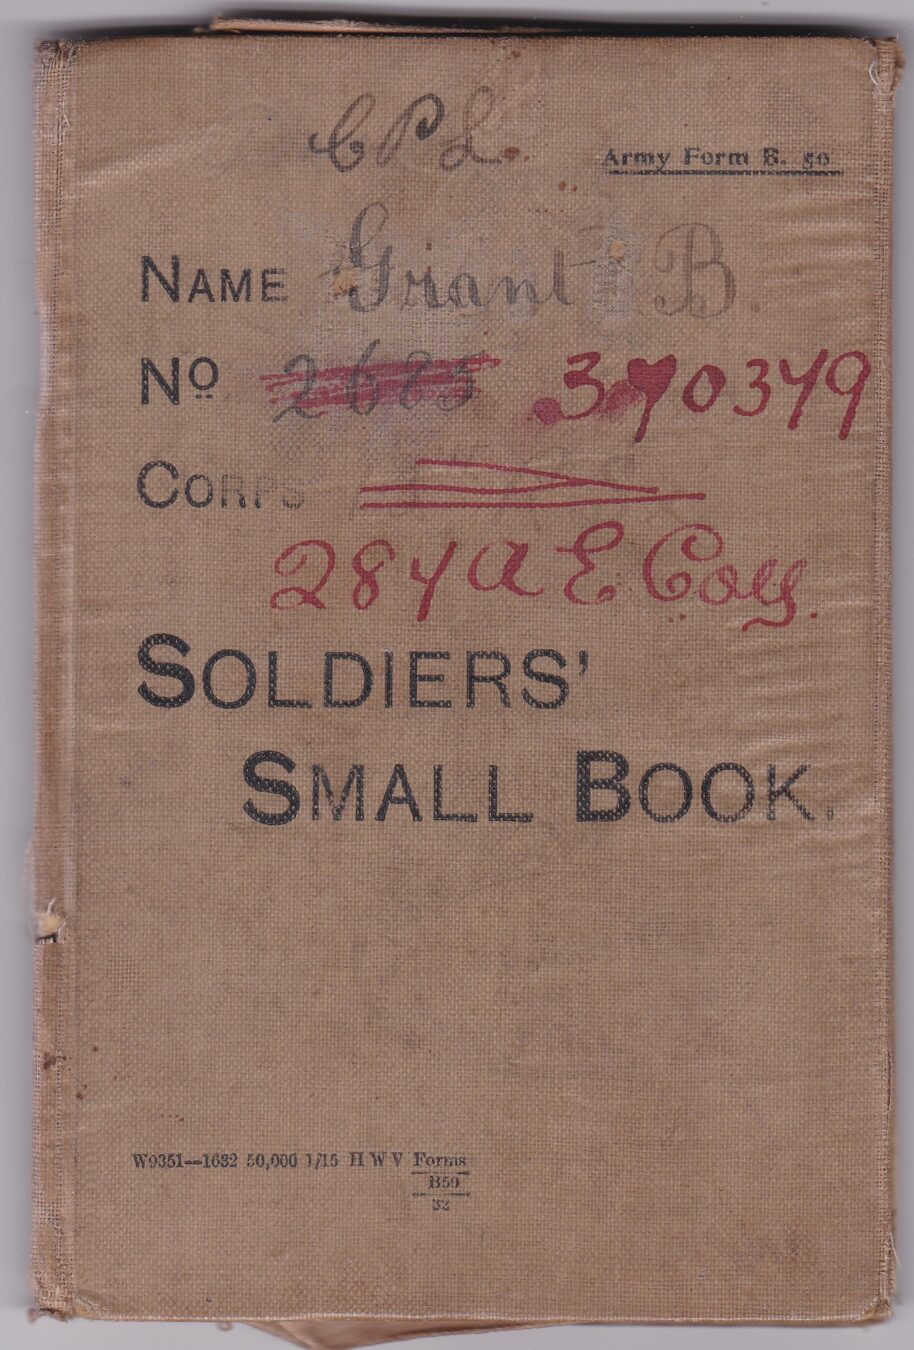 CPL.
Army Form B. 50
NAME Grant B.
No 2685 370349
CORPS
284 A E Coy.
SOLDIERS'
SMALL BOOK.
W9351—1632 50,000 1/15 H W V Forms
B50
32